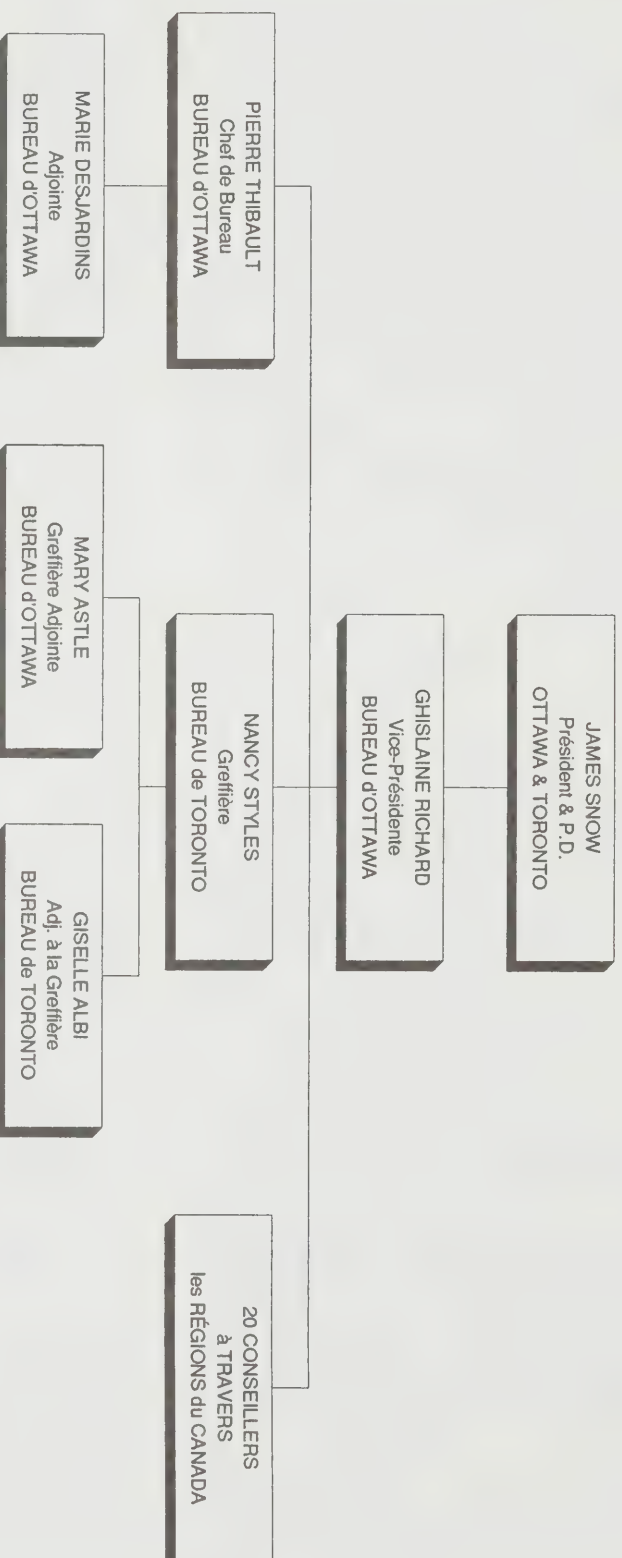 JAMES SNOW
Président & P.D.
OTTAWA & TORONTO
GHISLAINE RICHARD
Vice-Présidente
BUREAU d'OTTAWA
PIERRE THIBAULT
Chef de Bureau
BUREAU d'OTTAWA
NANCY STYLES
Greffière
BUREAU de TORONTO
20 CONSEILLERS
à TRAVERS
les RÉGIONS du CANADA
MARIE DESJARDINS
Adjointe
BUREAU d'OTTAWA
MARY ASTLE
Greffière Adjointe
BUREAU d'OTTAWA
GISELLE ALBI
Adj. à la Greffière
BUREAU de TORONTO